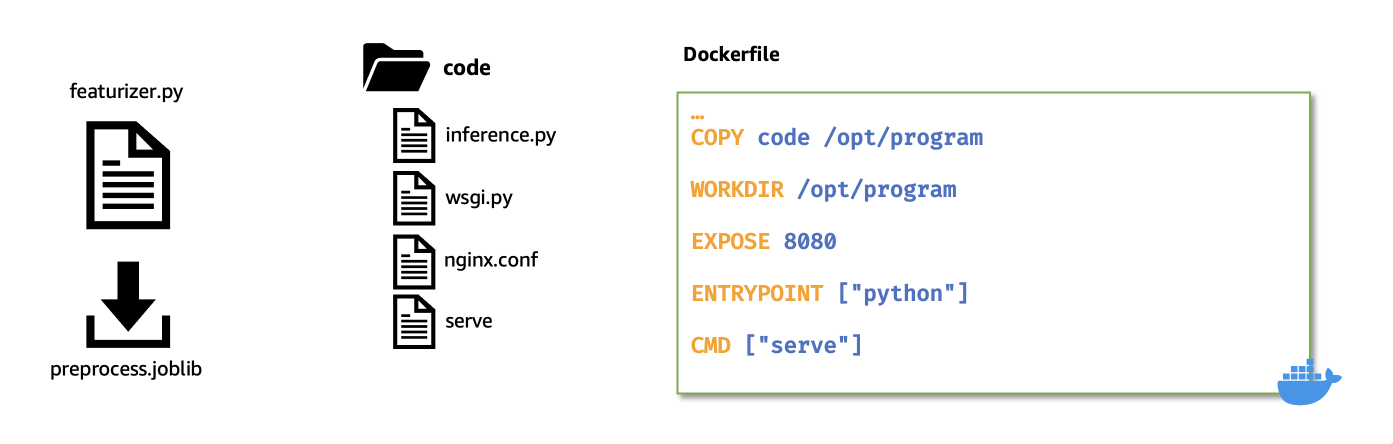 featurizer.py
preprocess.joblib
code
inference.py
wsgi.py
nginx.conf
serve
Dockerfile
…
COPY code /opt/program
WORKDIR /opt/program
EXPOSE 8080
ENTRYPOINT ["python"]
CMD ["serve"]